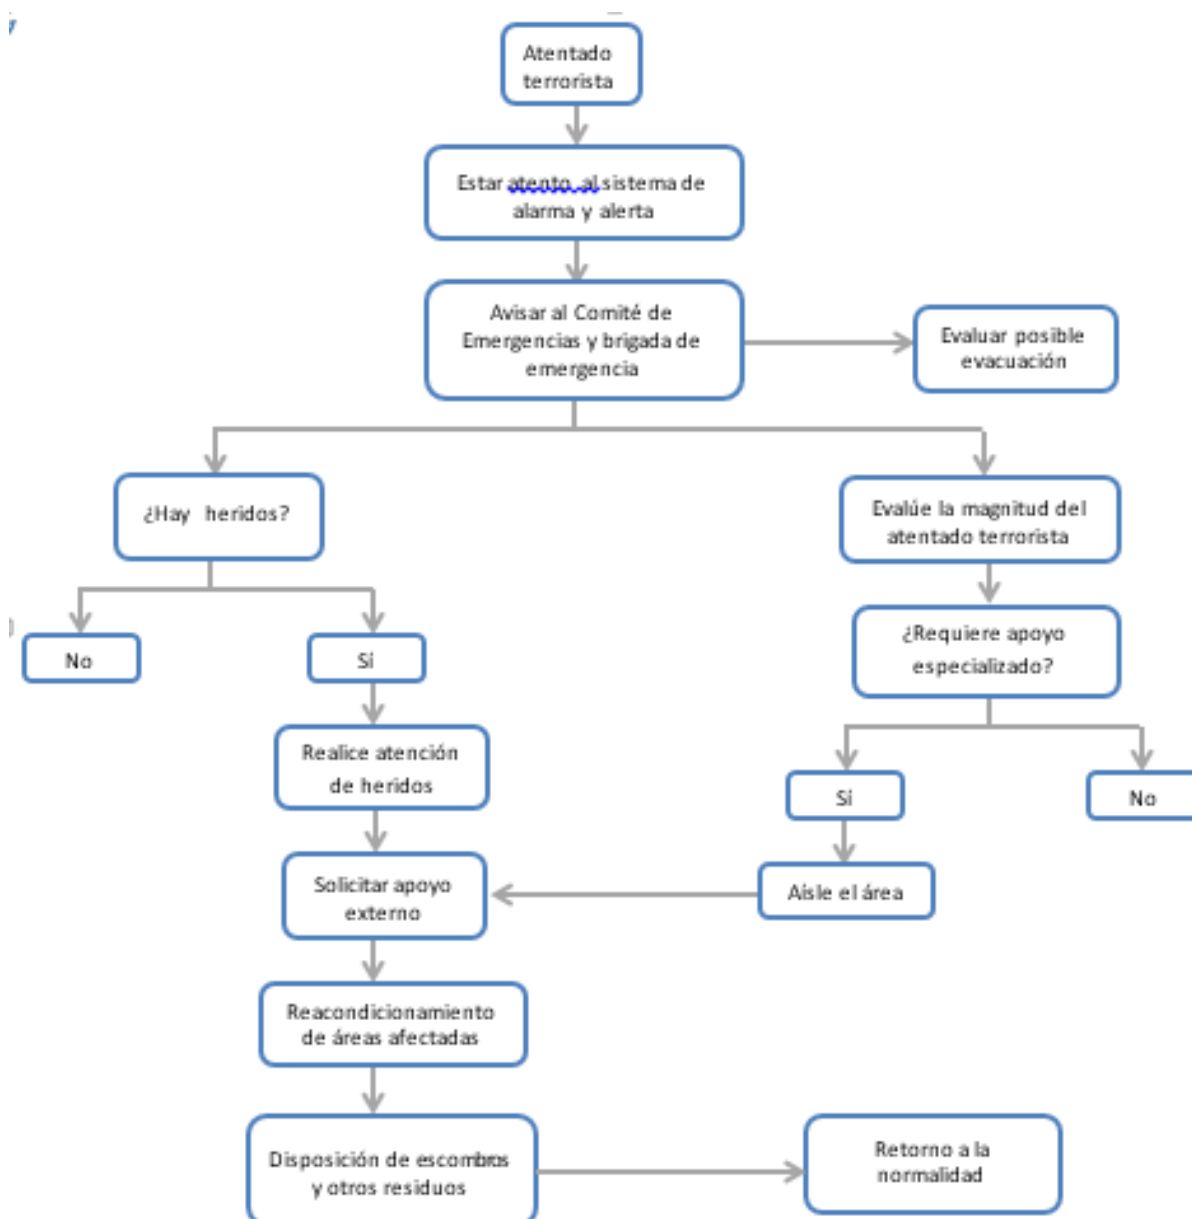 Atentado
terrorista
Estar atento al sistema de
alarma y alerta
Avisar al Comité de
Emergencias y brigada de
emergencia
Evaluar posible
evacuación
¿Hay heridos?
Evalúe la magnitud del
atentado terrorista
No
Sí
¿Requiere apoyo
especializado?
Realice atención
de heridos
Sí
No
Solicitar apoyo
externo
Aísle el área
Reacondicionamiento
de áreas afectadas
Disposición de escombros
y otros residuos
Retorno a la
normalidad